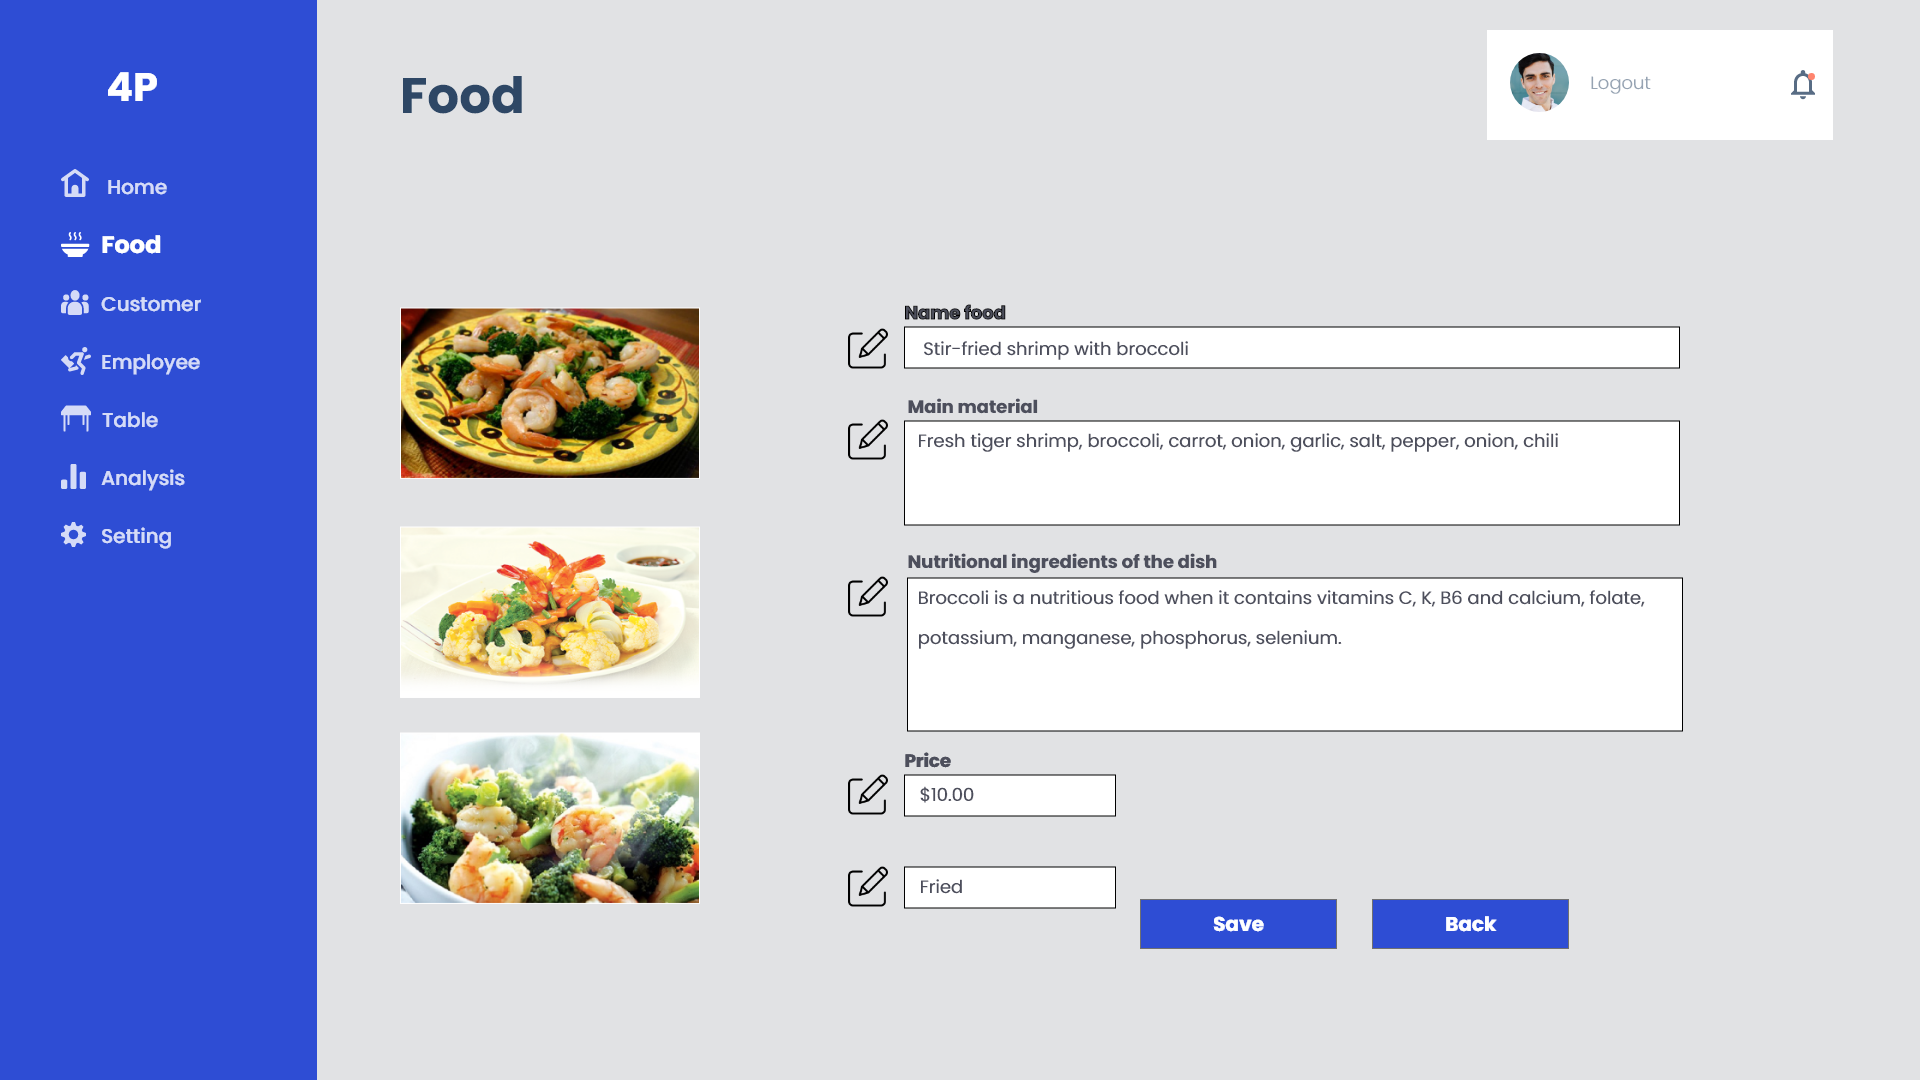 4P
Home
Food
Customer
Employee
Table
Analysis
Setting
Food
Logout
Name food
Stir-fried shrimp with broccoli
Main material
Fresh tiger shrimp, broccoli, carrot, onion, garlic, salt, pepper, onion, chili
Nutritional ingredients of the dish
Broccoli is a nutritious food when it contains vitamins C, K, B6 and calcium, folate,
potassium, manganese, phosphorus, selenium.
Price
$10.00
Fried
Save
Back